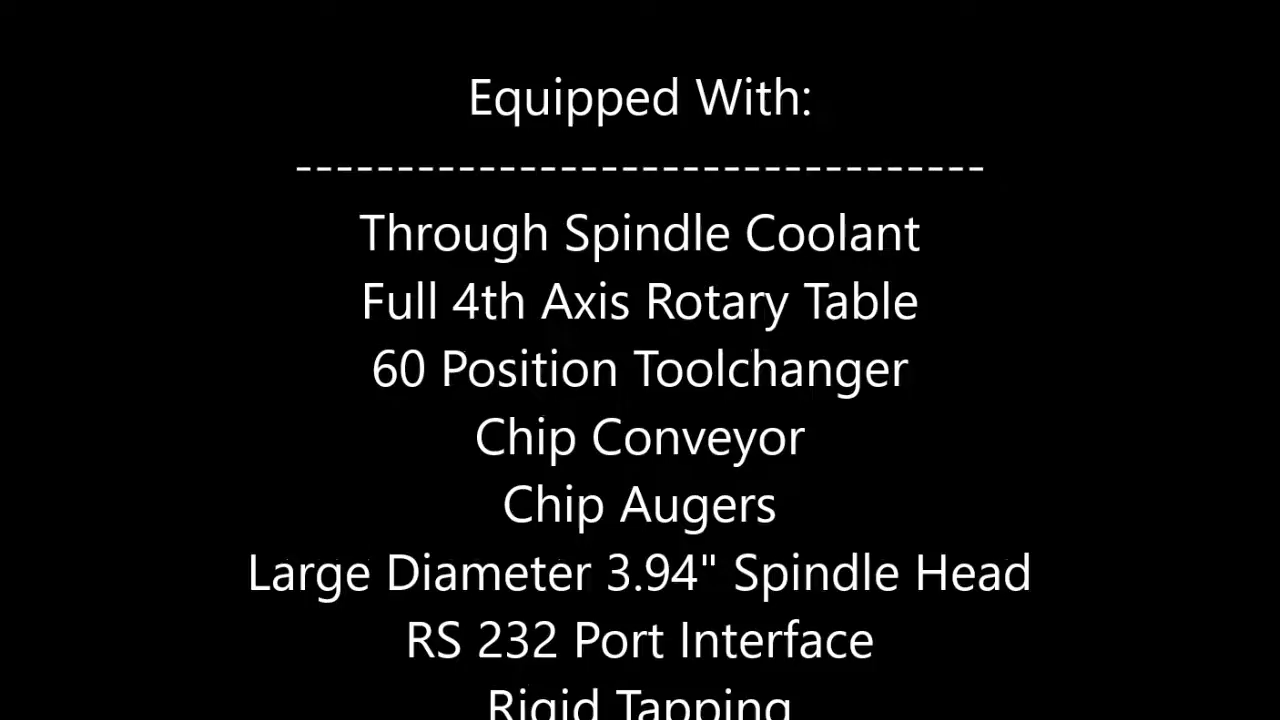 Equipped With:
----------------------------------
Through Spindle Coolant
Full 4th Axis Rotary Table
60 Position Toolchanger
Chip Conveyor
Chip Augers
Large Diameter 3.94" Spindle Head
RS 232 Port Interface
Rigid Tapping